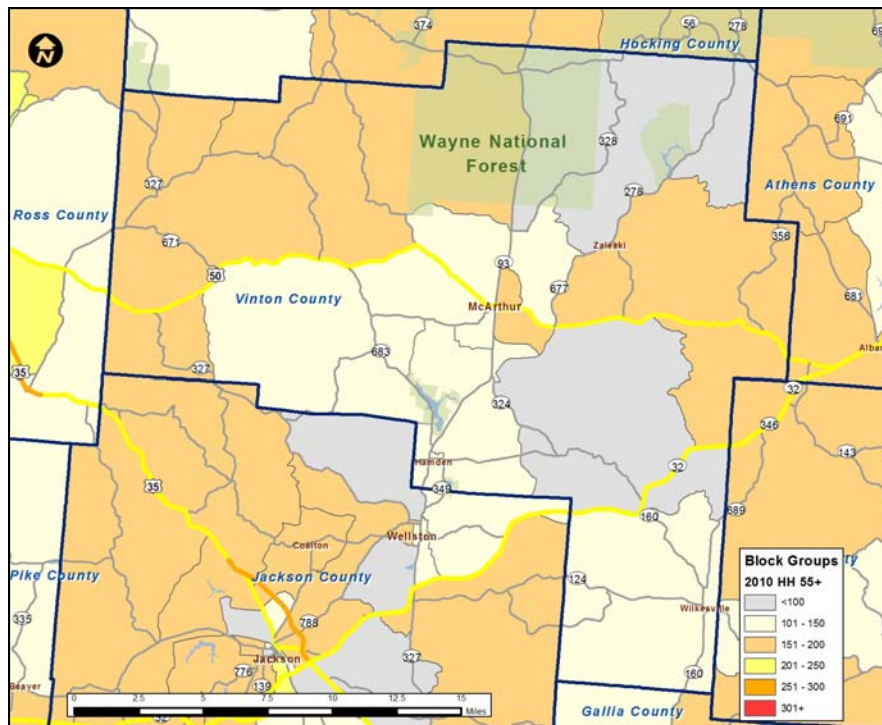 N
374
56
278
Hocking County
Wayne National
Forest
328
691
327
278
Athens County
Ross County
671
356
Zaleski
50
93
Vinton County
McArthur
677
681
683
Alban
327
35
32
324
346
143
32
Hamden
349
35
689
160
Wellston
Coalton
Pike County
Jackson County
124
335
788
Wilkesville
327
Jackson
776
160
Beaver
139
Gallia County
0 2.5 5 7.5 10 12.5 15
Miles
32
Block Groups
2010 HH 55+
<100
101 - 150
151 - 200
201 - 250
251 - 300
301+